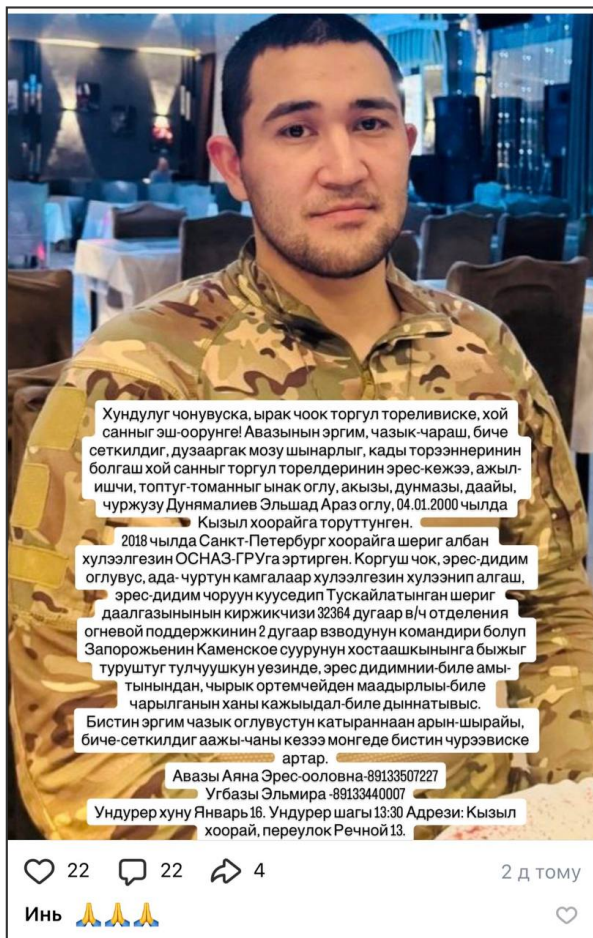 Хундулуг чонувуска, ырак чоок торгул тореливиске, хой
санныг эш-оорунге! Авазынын эргим, чазык-чараш, биче
сеткилдиг, дузааргак мозу шынарлыг, кады торээннеринин
болгаш хой санныг торгул торелдеринин эрес-кежээ, ажыл-
ишчи, топтуг-томанныг ынак оглу, акызы, дунмазы, даайы,
чуржузу Дунямалиев Эльшад Араз оглу, 04.01.2000 чылда
Кызыл хоорайга торуттунген.
2018 чылда Санкт-Петербург хоорайга шериг албан
хулээлгезин ОСНАЗ-ГРУга эртирген. Коргуш чок, эрес-дидим
оглувус, ада- чуртун камгалаар хулээлгезин хулээнип алгаш,
эрес-дидим чоруун кууседип Тускайлатынган шериг
даалгазынынын киржикчизи 32364 дугаар в/ч отделения
огневой поддержкинин 2 дугаар взводунун командири болуп
Запорожьенин Каменское суурунун хостаашкынынга быжыг
туруштуг тулчуушкун уезинде, эрес дидимнии-биле амы-
тынындан, чырык ортемчейден маадырлыы-биле
чарылганын ханы кажыыдал-биле дыннатывыс.
Бистин эргим чазык оглувустун катыраннаан арын-шырайы,
биче-сеткилдиг аажы-чаны кезээ монгеде бистин чурээвиске
артар.
Авазы Аяна Эрес-ооловна-89133507227
Угбазы Эльмира -89133440007
Ундурер хуну Январь 16. Ундурер шагы 13:30 Адрези: Кызыл
хоорай, переулок Речной 13.
22 22 4 2 д тому
Инь 🙏🙏🙏